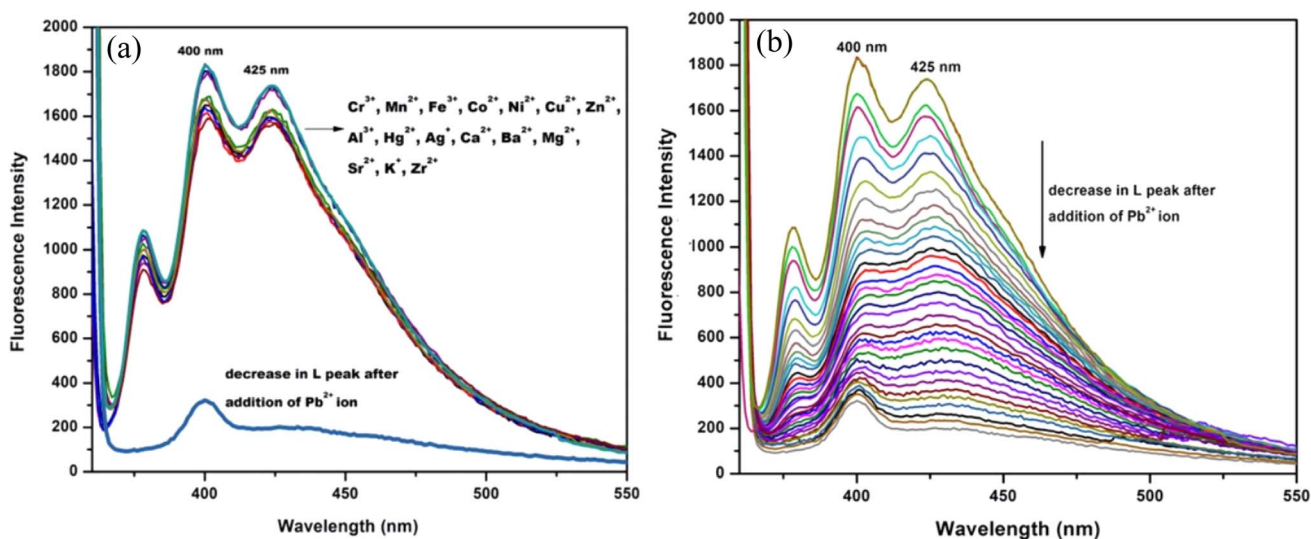 (a)
400 nm
425 nm
Cr³⁺, Mn²⁺, Fe³⁺, Co²⁺, Ni²⁺, Cu²⁺, Zn²⁺,
Al³⁺, Hg²⁺, Ag⁺, Ca²⁺, Ba²⁺, Mg²⁺,
Sr²⁺, K⁺, Zr²⁺
decrease in L peak after
addition of Pb²⁺ ion
Fluorescence Intensity
2000
1800
1600
1400
1200
1000
800
600
400
200
0
400 450 500 550
Wavelength (nm)
(b)
400 nm
425 nm
decrease in L peak after
addition of Pb²⁺ ion
Fluorescence Intensity
2000
1800
1600
1400
1200
1000
800
600
400
200
0
400 450 500 550
Wavelength (nm)